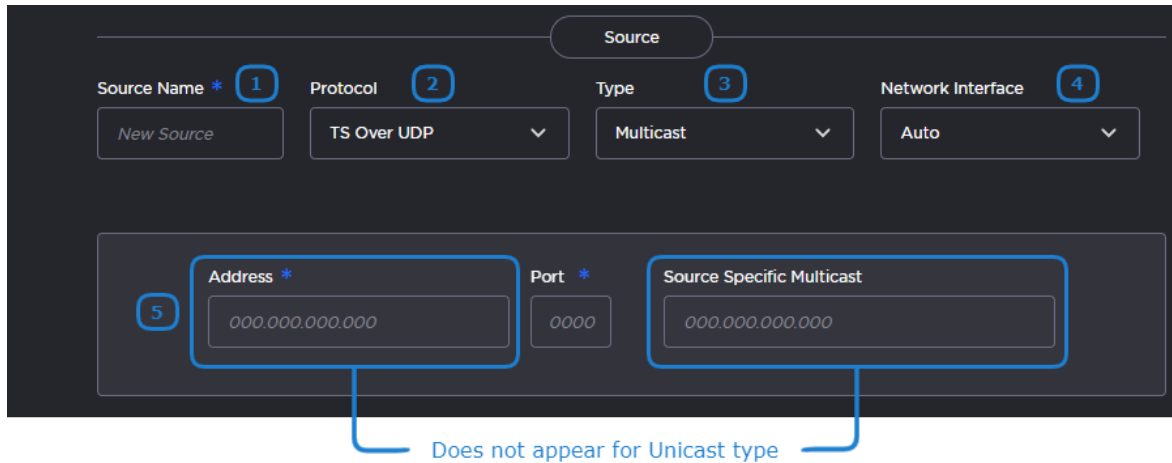 Source
Source Name * 1 Protocol 2 Type 3 Network Interface 4
New Source TS Over UDP Multicast Auto
Address * Port * Source Specific Multicast
5 000.000.000.000 0000 000.000.000.000
Does not appear for Unicast type